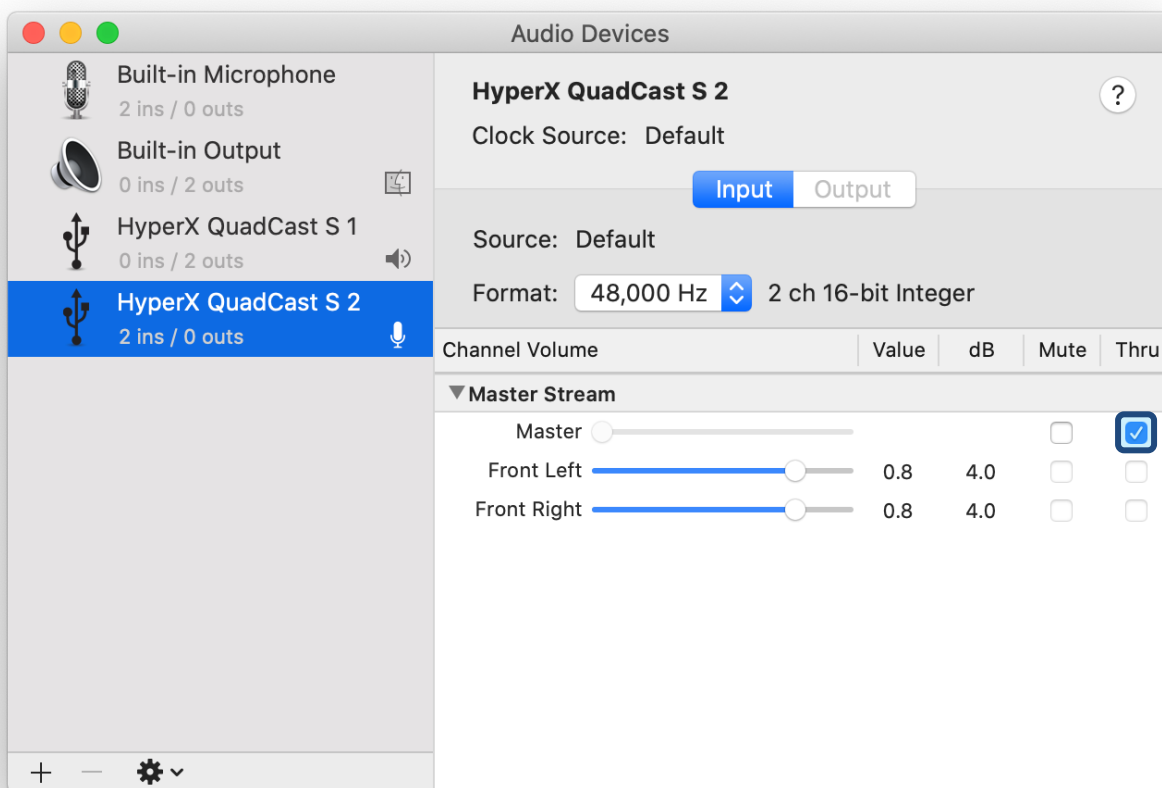 Audio Devices
Built-in Microphone
2 ins / 0 outs
Built-in Output
0 ins / 2 outs
HyperX QuadCast S 1
0 ins / 2 outs
HyperX QuadCast S 2
2 ins / 0 outs
HyperX QuadCast S 2
?
Clock Source: Default
Input Output
Source: Default
Format: 48,000 Hz 2 ch 16-bit Integer
Channel Volume Value dB Mute Thru
Master Stream
Master
Front Left 0.8 4.0
Front Right 0.8 4.0